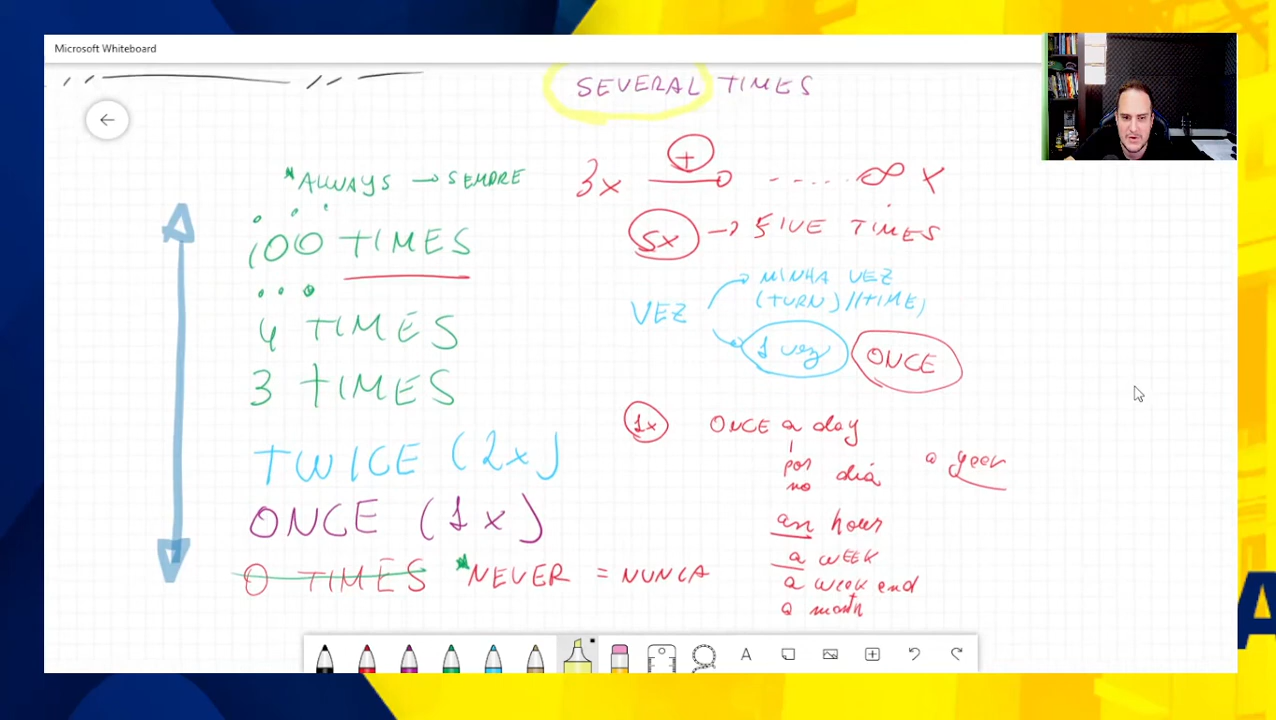 Microsoft Whiteboard
SEVERAL TIMES
*ALWAYS → SEMPRE
100 TIMES
4 TIMES
3 TIMES
TWICE (2x)
ONCE (1x)
0 TIMES *NEVER = NUNCA
3x + ..... ∞ x
5x → FIVE TIMES
VEZ
MINHA VEZ
(TURN) // (TIME)
1 vez ONCE
1x ONCE a day
por
no dia
a year
an hour
a WEEK
a weekend
a month
A
A